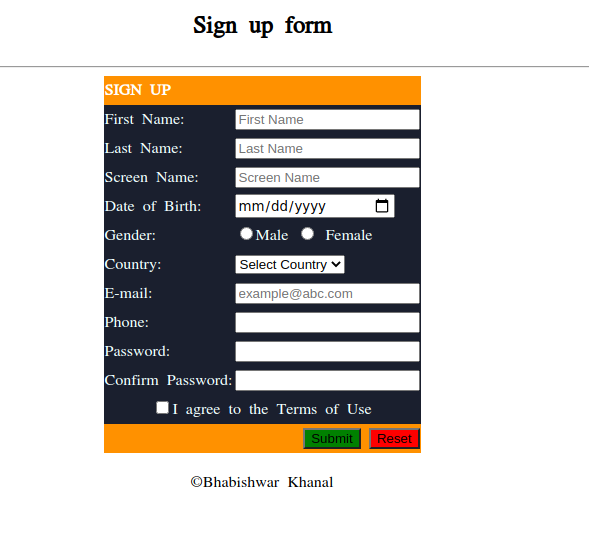 Sign up form
SIGN UP
First Name: First Name
Last Name: Last Name
Screen Name: Screen Name
Date of Birth: mm/dd/yyyy
Gender: Male Female
Country: Select Country
E-mail: example@abc.com
Phone:
Password:
Confirm Password:
I agree to the Terms of Use
Submit Reset
©Bhabishwar Khanal